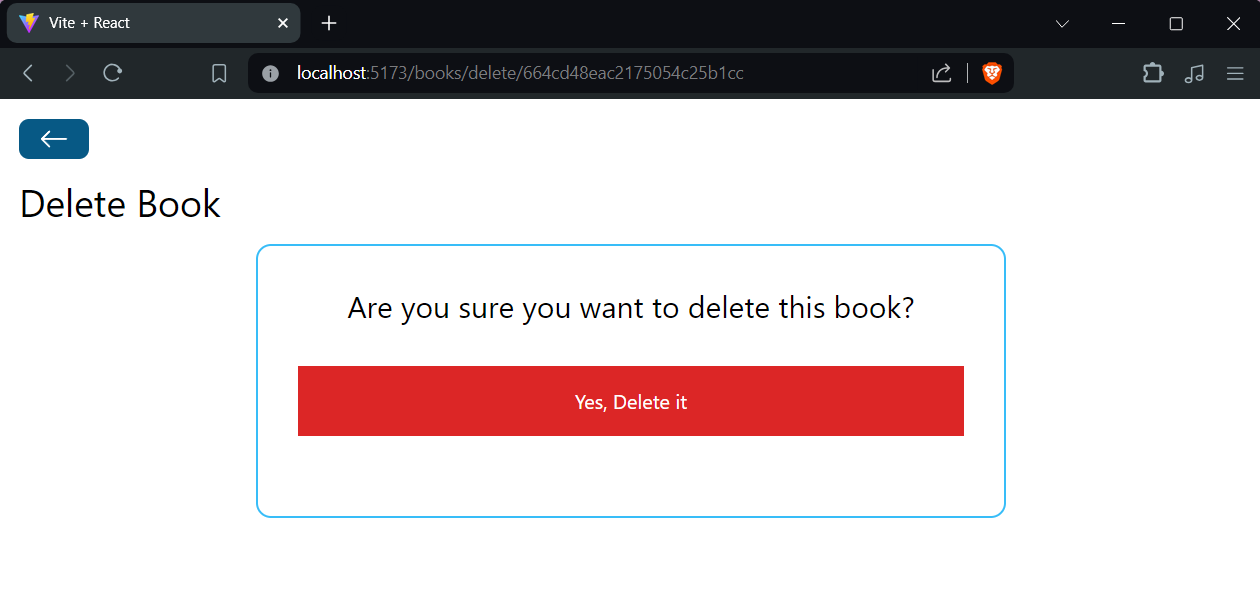 Vite + React
localhost:5173/books/delete/664cd48eac2175054c25b1cc
Delete Book
Are you sure you want to delete this book?
Yes, Delete it